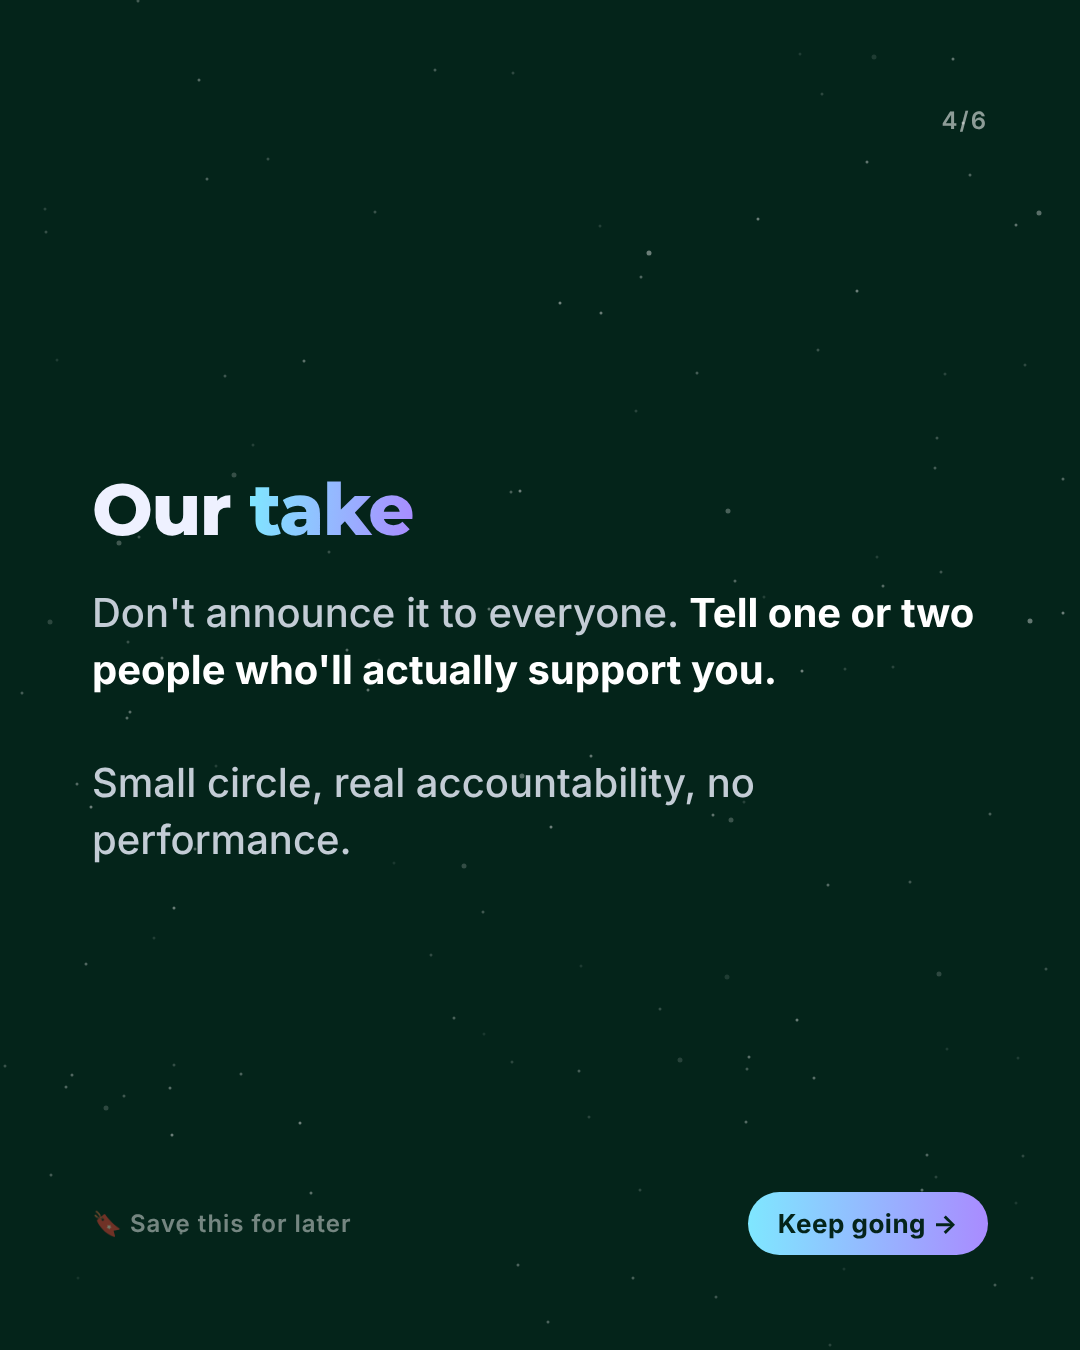 4/6
Our take
Don't announce it to everyone. Tell one or two
people who'll actually support you.
Small circle, real accountability, no
performance.
🔖 Save this for later
Keep going →